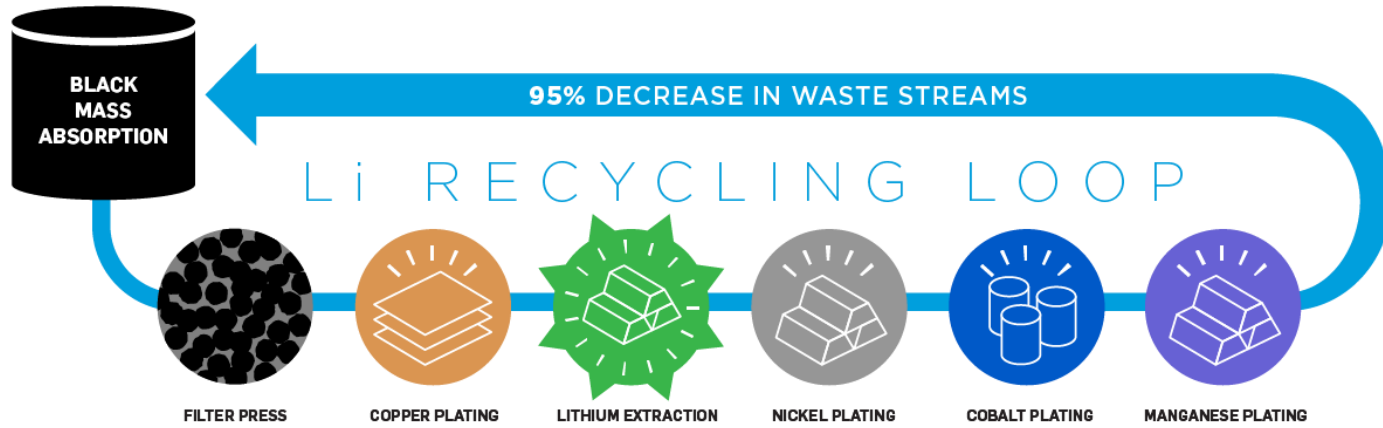 BLACK
MASS
ABSORPTION
95% DECREASE IN WASTE STREAMS
Li RECYCLING LOOP
FILTER PRESS
COPPER PLATING
LITHIUM EXTRACTION
NICKEL PLATING
COBALT PLATING
MANGANESE PLATING